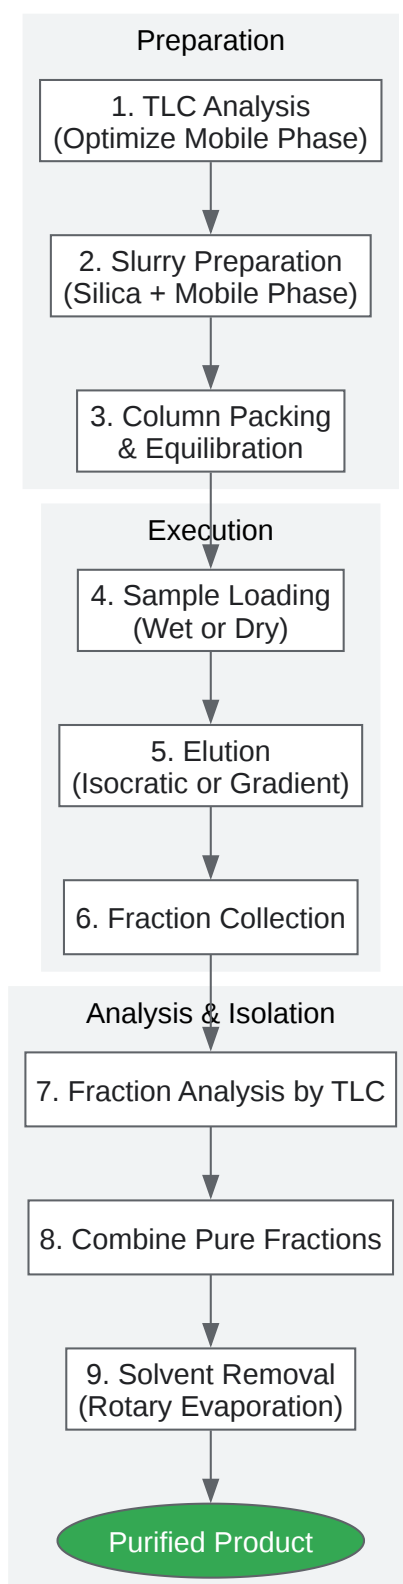 Preparation
1. TLC Analysis
(Optimize Mobile Phase)
2. Slurry Preparation
(Silica + Mobile Phase)
3. Column Packing
& Equilibration
Execution
4. Sample Loading
(Wet or Dry)
5. Elution
(Isocratic or Gradient)
6. Fraction Collection
Analysis & Isolation
7. Fraction Analysis by TLC
8. Combine Pure Fractions
9. Solvent Removal
(Rotary Evaporation)
Purified Product